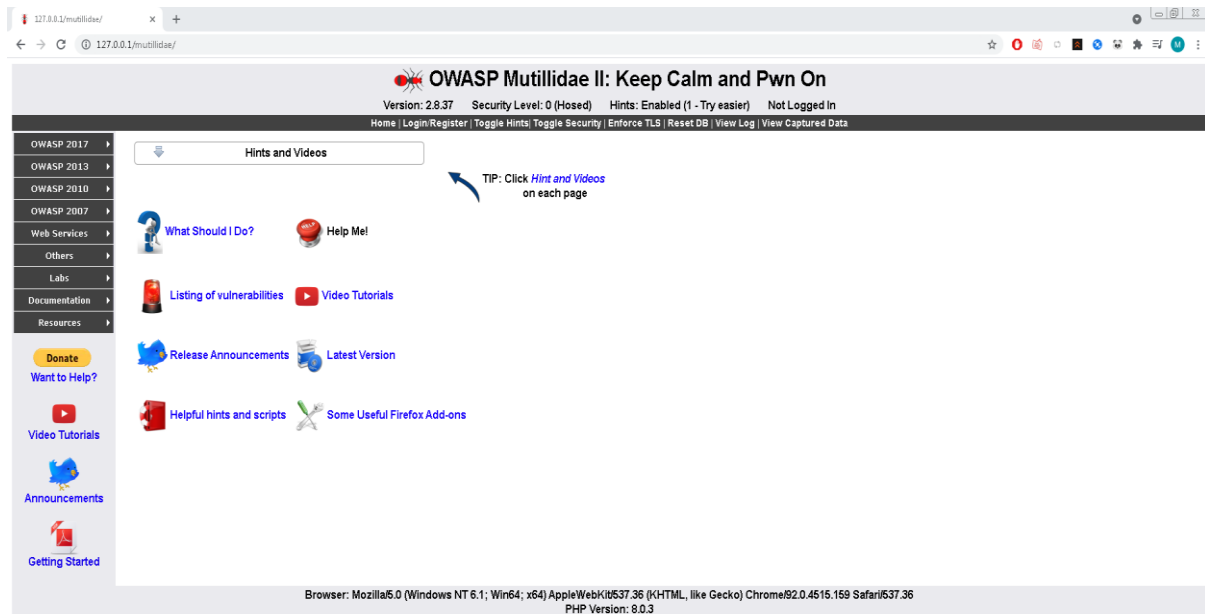 127.0.0.1/mutillidae/
127.0.0.1/mutillidae/
M
OWASP Mutillidae II: Keep Calm and Pwn On
Version: 2.8.37 Security Level: 0 (Hosed) Hints: Enabled (1 - Try easier) Not Logged In
Home | Login/Register | Toggle Hints | Toggle Security | Enforce TLS | Reset DB | View Log | View Captured Data
OWASP 2017
OWASP 2013
OWASP 2010
OWASP 2007
Web Services
Others
Labs
Documentation
Resources
Donate
Want to Help?
Video Tutorials
Announcements
Getting Started
Hints and Videos
TIP: Click Hint and Videos
on each page
What Should I Do?
HELP
Help Me!
Listing of vulnerabilities
Video Tutorials
Release Announcements
Latest Version
Helpful hints and scripts
Some Useful Firefox Add-ons
Browser: Mozilla/5.0 (Windows NT 6.1; Win64; x64) AppleWebKit/537.36 (KHTML, like Gecko) Chrome/92.0.4515.159 Safari/537.36
PHP Version: 8.0.3